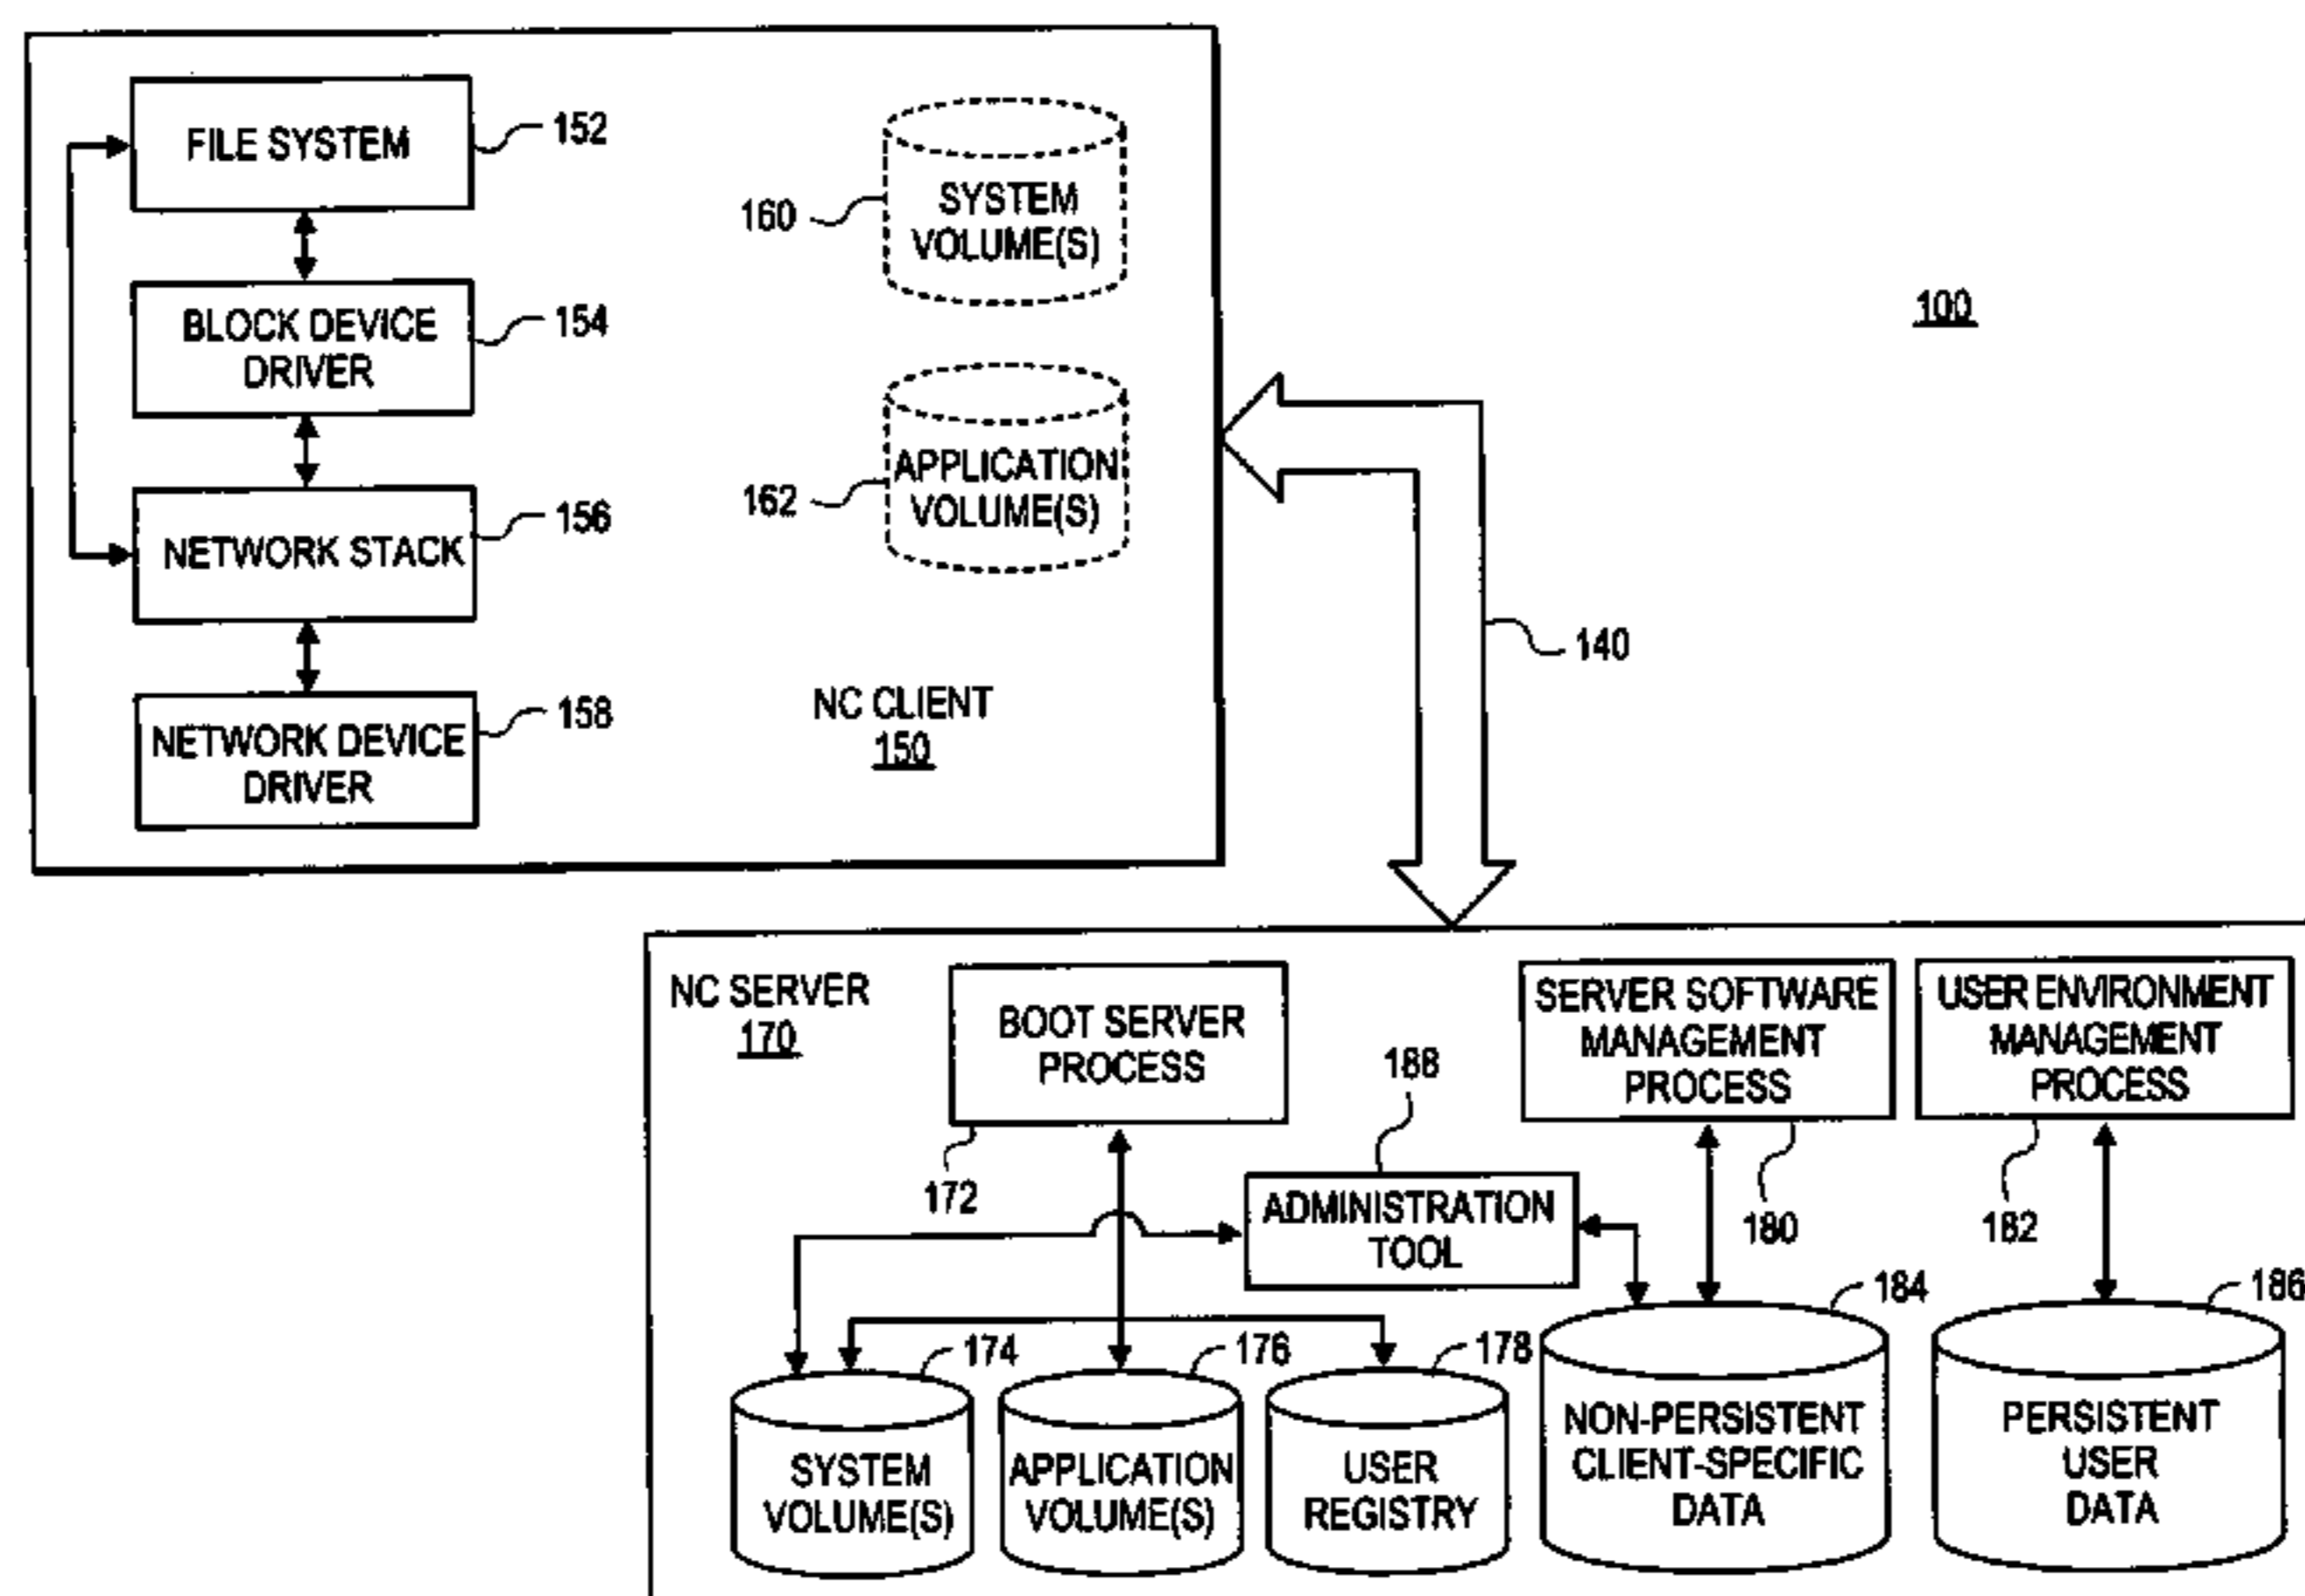 FILE SYSTEM
152
BLOCK DEVICE
DRIVER
154
NETWORK STACK
156
NETWORK DEVICE
DRIVER
158
160
SYSTEM
VOLUME(S)
162
APPLICATION
VOLUME(S)
NC CLIENT
150
100
140
NC SERVER
170
BOOT SERVER
PROCESS
172
188
ADMINISTRATION
TOOL
SERVER SOFTWARE
MANAGEMENT
PROCESS
180
USER ENVIRONMENT
MANAGEMENT
PROCESS
182
174
SYSTEM
VOLUME(S)
176
APPLICATION
VOLUME(S)
178
USER
REGISTRY
184
NON-PERSISTENT
CLIENT-SPECIFIC
DATA
186
PERSISTENT
USER
DATA